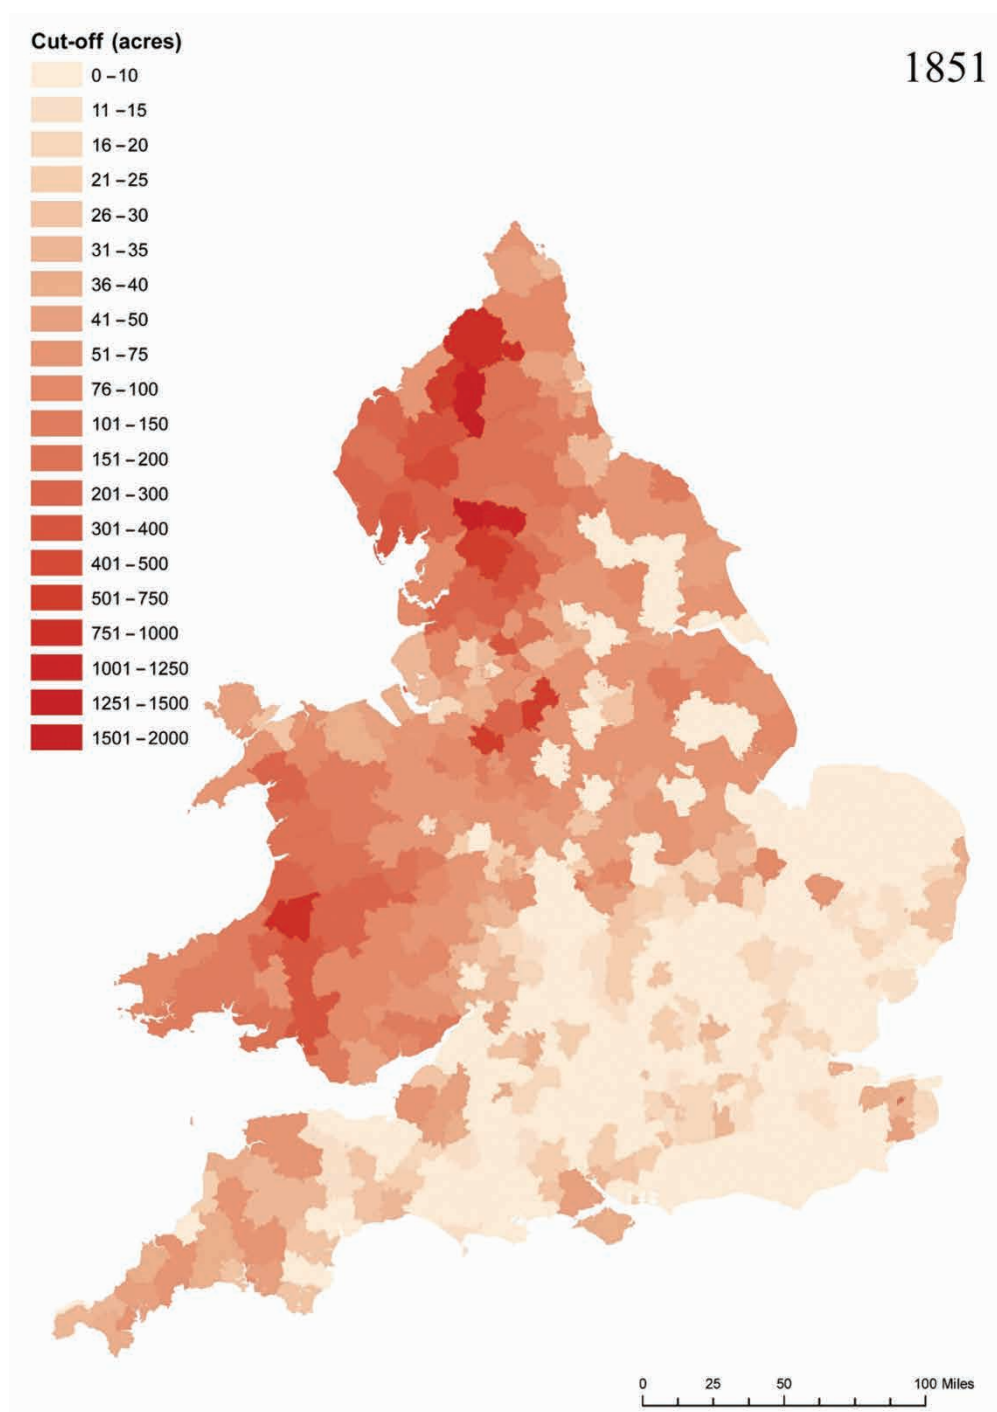 Cut-off (acres)
1851
0 – 10
11 – 15
16 – 20
21 – 25
26 – 30
31 – 35
36 – 40
41 – 50
51 – 75
76 – 100
101 – 150
151 – 200
201 – 300
301 – 400
401 – 500
501 – 750
751 – 1000
1001 – 1250
1251 – 1500
1501 – 2000
0 25 50 100 Miles